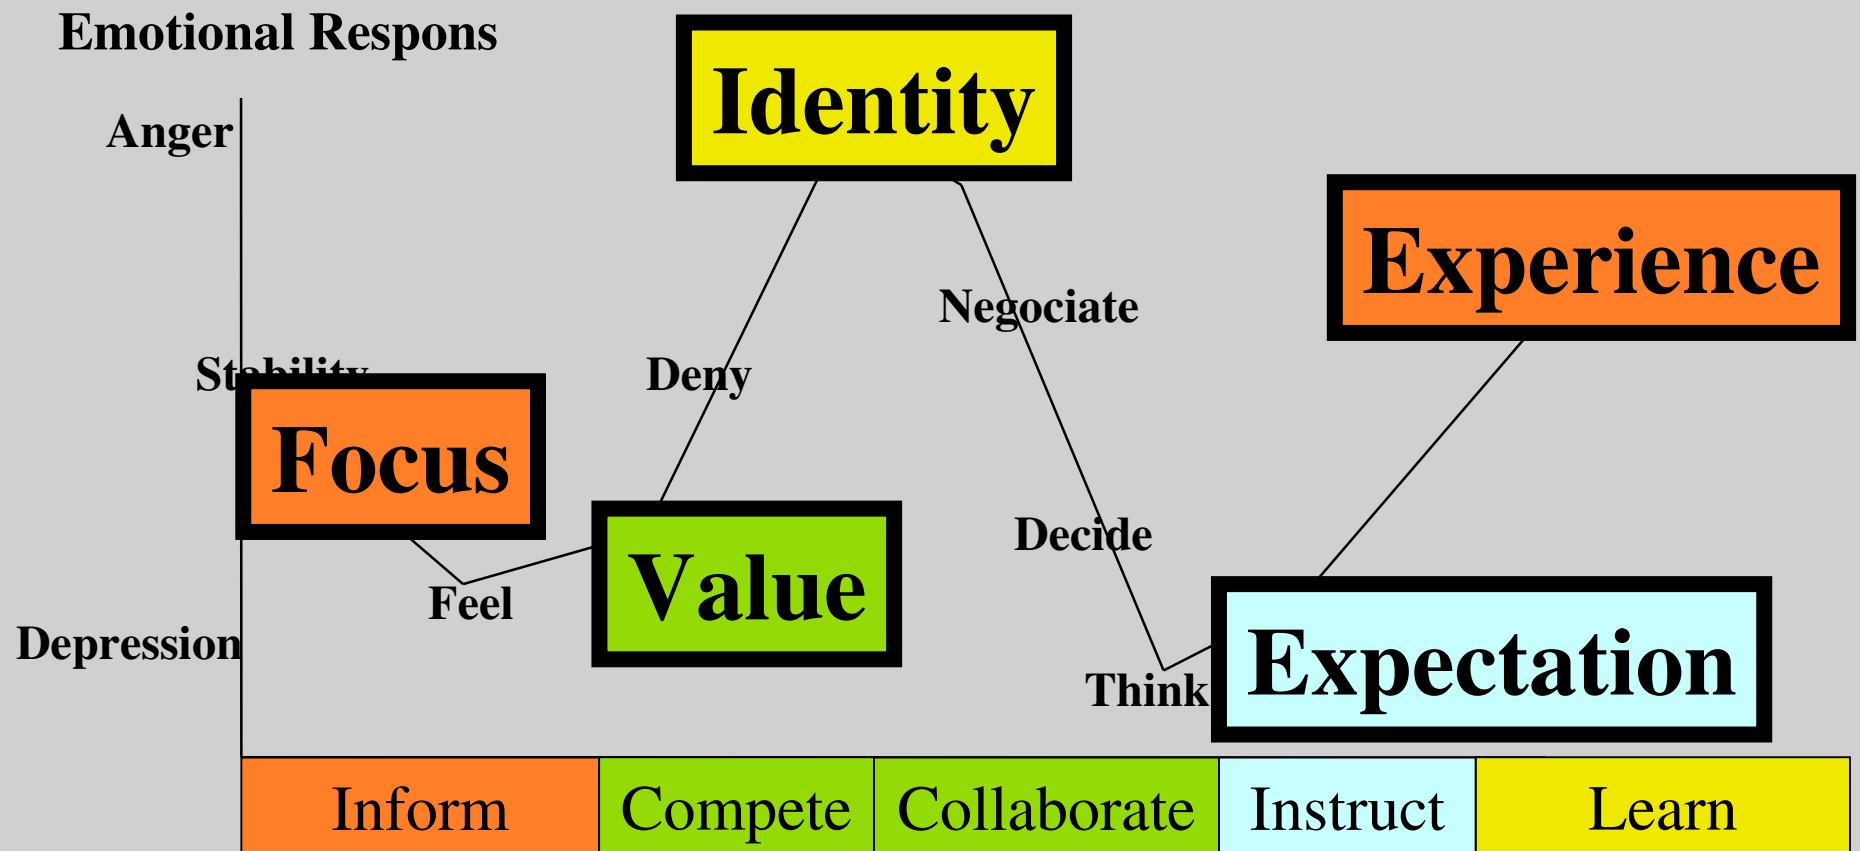 Emotional Respons
Identity
Anger
Experience
Negociate
Stability
Deny
Focus
Decide
Value
Feel
Depression
Expectation
Think
Inform
Compete
Collaborate
Instruct
Learn